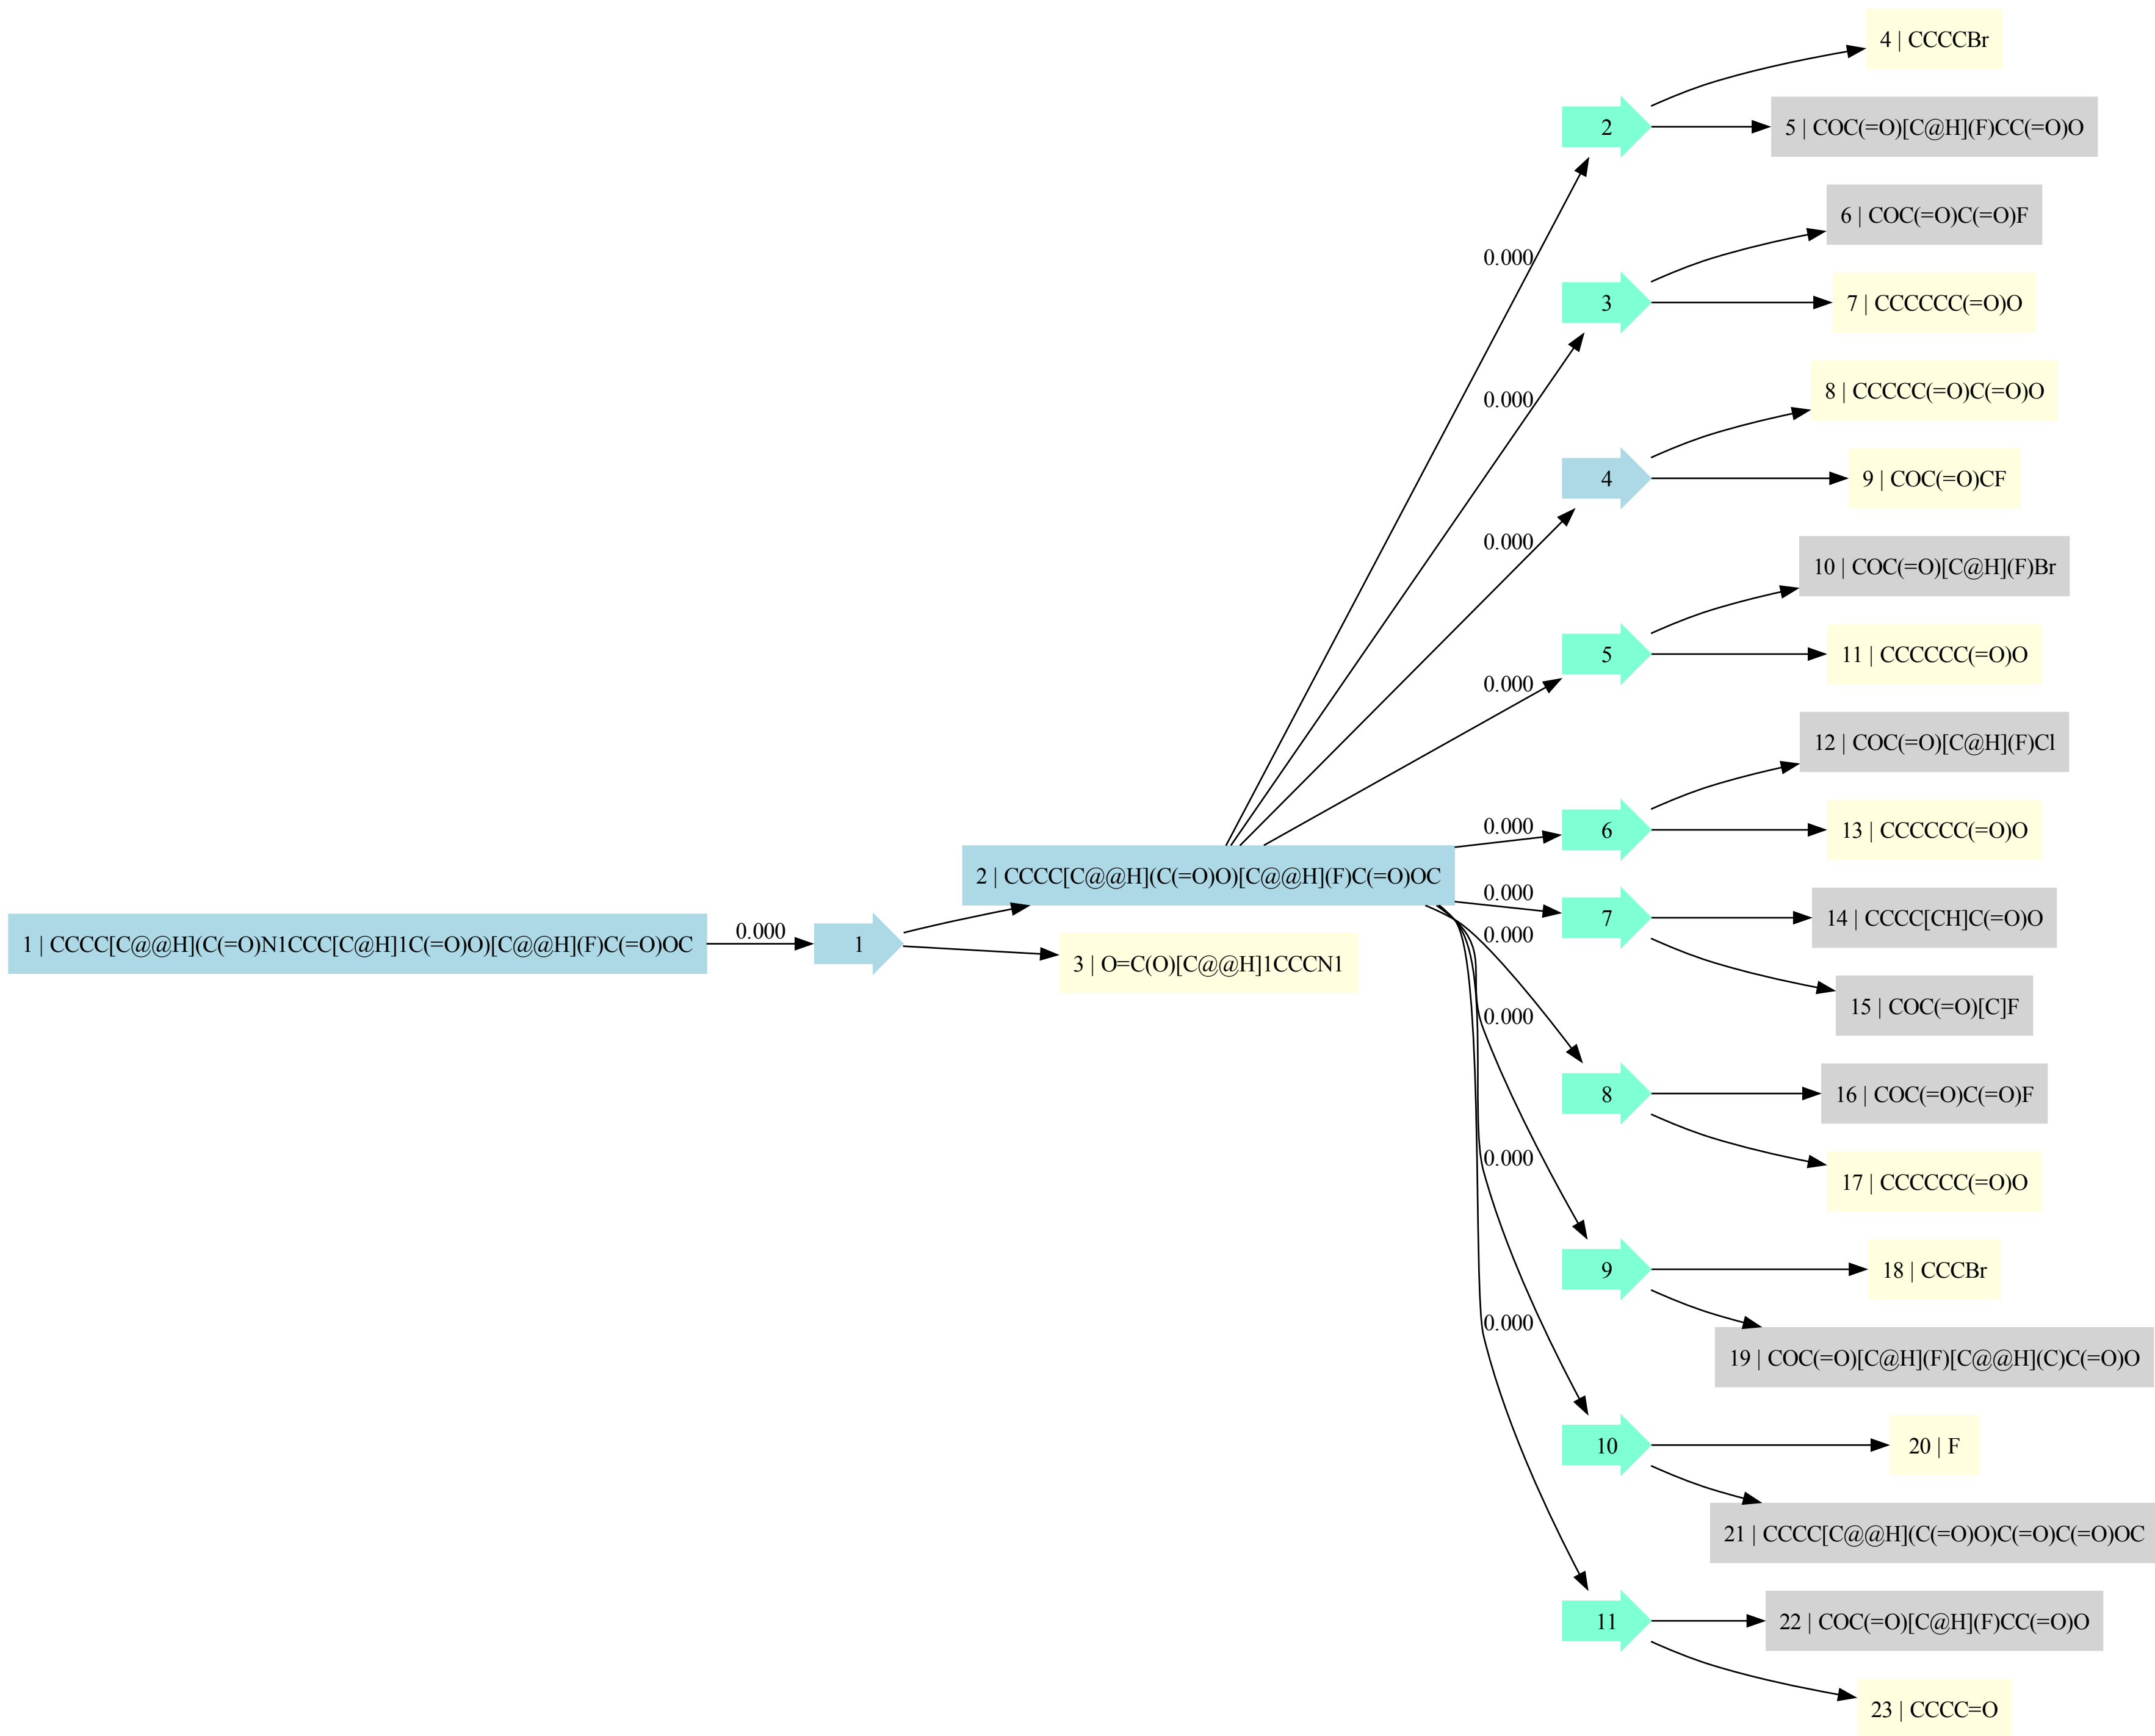 4 | CCCCBr
2
5 | COC(=O)[C@H](F)CC(=O)O
6 | COC(=O)C(=O)F
0.000
3
7 | CCCCCC(=O)O
8 | CCCCC(=O)C(=O)O
0.000
4
9 | COC(=O)CF
0.000
10 | COC(=O)[C@H](F)Br
5
11 | CCCCCC(=O)O
0.000
12 | COC(=O)[C@H](F)Cl
0.000
6
13 | CCCCCC(=O)O
2 | CCCC[C@@H](C(=O)O)[C@@H](F)C(=O)OC
0.000
7
14 | CCCC[CH]C(=O)O
1 | CCCC[C@@H](C(=O)N1CCC[C@H]1C(=O)O)[C@@H](F)C(=O)OC
0.000
1
0.000
3 | O=C(O)[C@@H]1CCCN1
15 | COC(=O)[C]F
0.000
8
16 | COC(=O)C(=O)F
0.000
17 | CCCCCC(=O)O
9
18 | CCCBr
0.000
19 | COC(=O)[C@H](F)[C@@H](C)C(=O)O
10
20 | F
21 | CCCC[C@@H](C(=O)O)C(=O)C(=O)OC
11
22 | COC(=O)[C@H](F)CC(=O)O
23 | CCCC=O